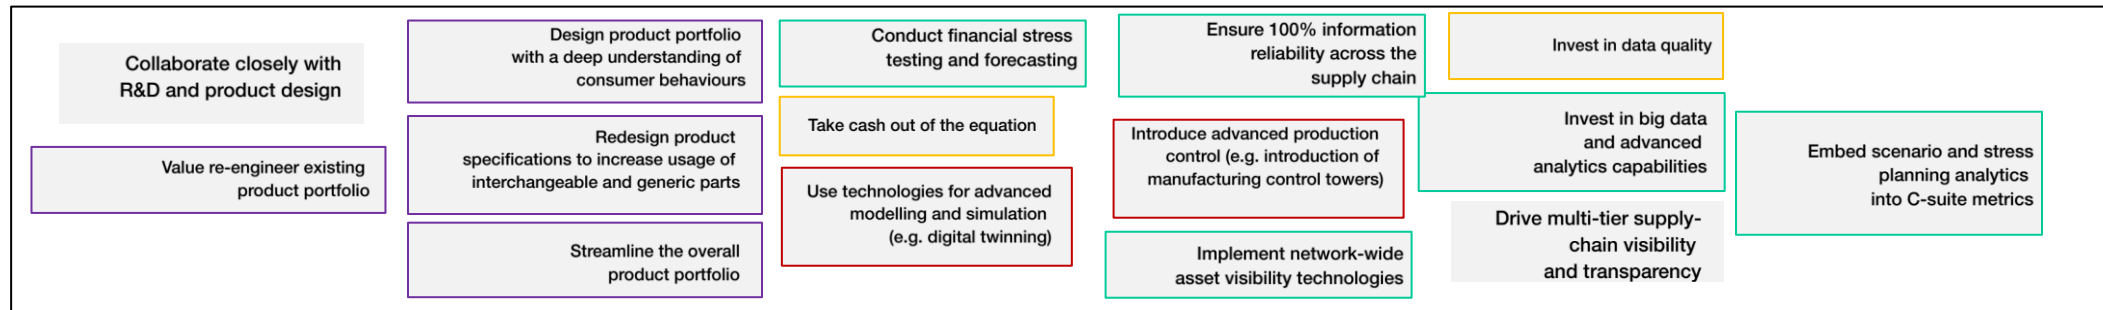 Collaborate closely with
R&D and product design
Value re-engineer existing
product portfolio
Design product portfolio
with a deep understanding of
consumer behaviours
Redesign product
specifications to increase usage of
interchangeable and generic parts
Streamline the overall
product portfolio
Conduct financial stress
testing and forecasting
Take cash out of the equation
Use technologies for advanced
modelling and simulation
(e.g. digital twinning)
Ensure 100% information
reliability across the
supply chain
Introduce advanced production
control (e.g. introduction of
manufacturing control towers)
Implement network-wide
asset visibility technologies
Invest in data quality
Invest in big data
and advanced
analytics capabilities
Drive multi-tier supply-
chain visibility
and transparency
Embed scenario and stress
planning analytics
into C-suite metrics